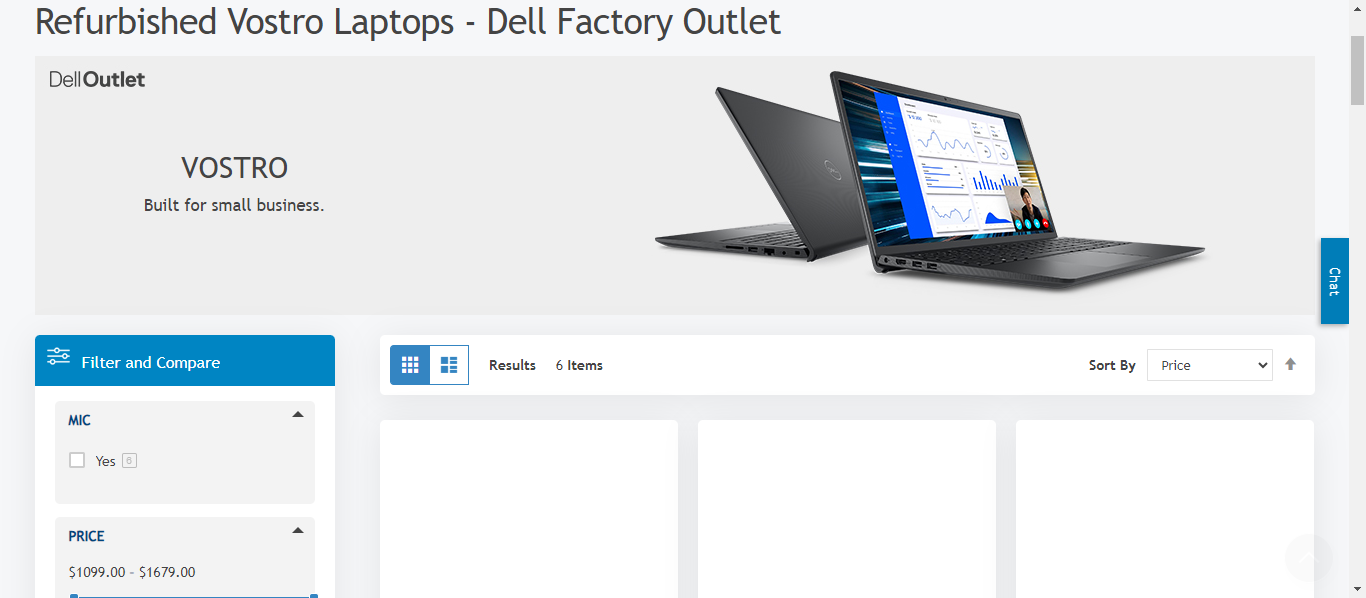 Refurbished Vostro Laptops - Dell Factory Outlet
DellOutlet
VOSTRO
Built for small business.
Chat
Filter and Compare
Results 6 Items
Sort By Price
MIC
Yes 6
PRICE
$1099.00 - $1679.00